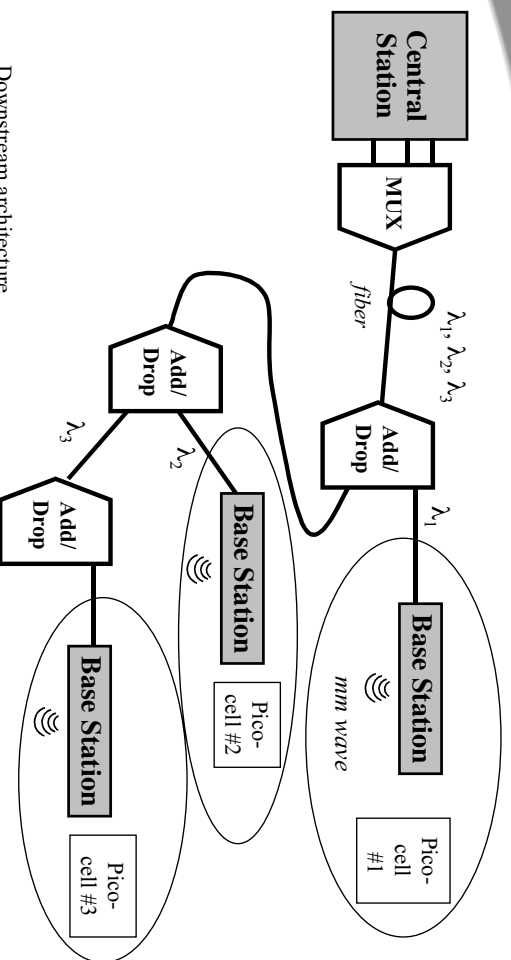 Central
Station
MUX
fiber
λ1, λ2, λ3
Add/
Drop
λ1
Base Station
mm wave
Pico-
cell
#1
Add/
Drop
λ2
Base Station
Pico-
cell #2
λ3
Add/
Drop
Base Station
Pico-
cell #3
Downstream architecture